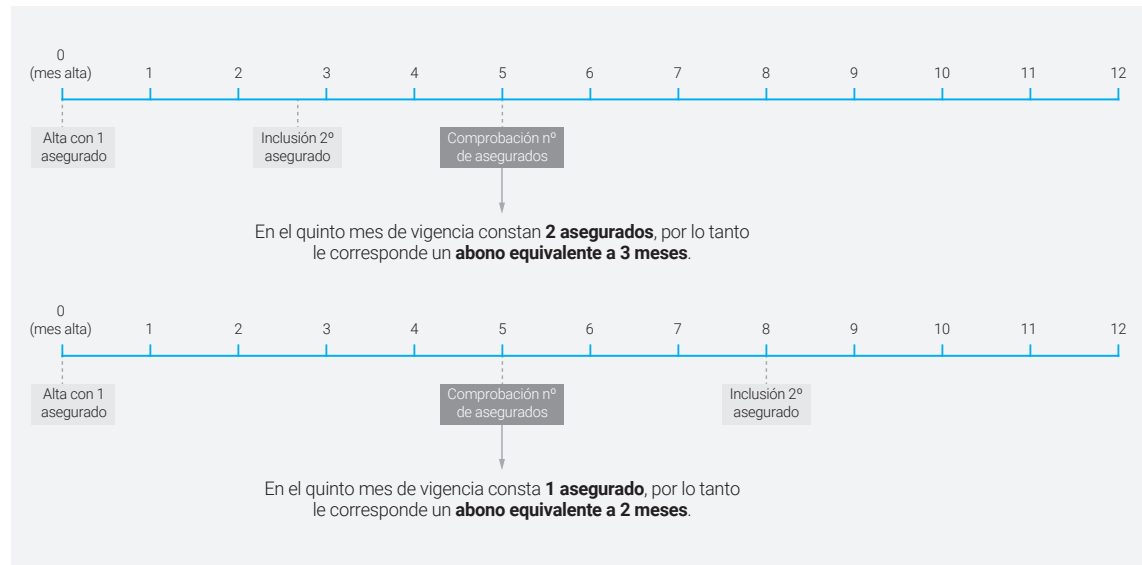 0
(mes alta) 1 2 3 4 5 6 7 8 9 10 11 12
Alta con 1
asegurado
Inclusión 2º
asegurado
Comprobación nº
de asegurados
En el quinto mes de vigencia constan 2 asegurados, por lo tanto
le corresponde un abono equivalente a 3 meses.
0
(mes alta) 1 2 3 4 5 6 7 8 9 10 11 12
Alta con 1
asegurado
Comprobación nº
de asegurados
Inclusión 2º
asegurado
En el quinto mes de vigencia consta 1 asegurado, por lo tanto
le corresponde un abono equivalente a 2 meses.